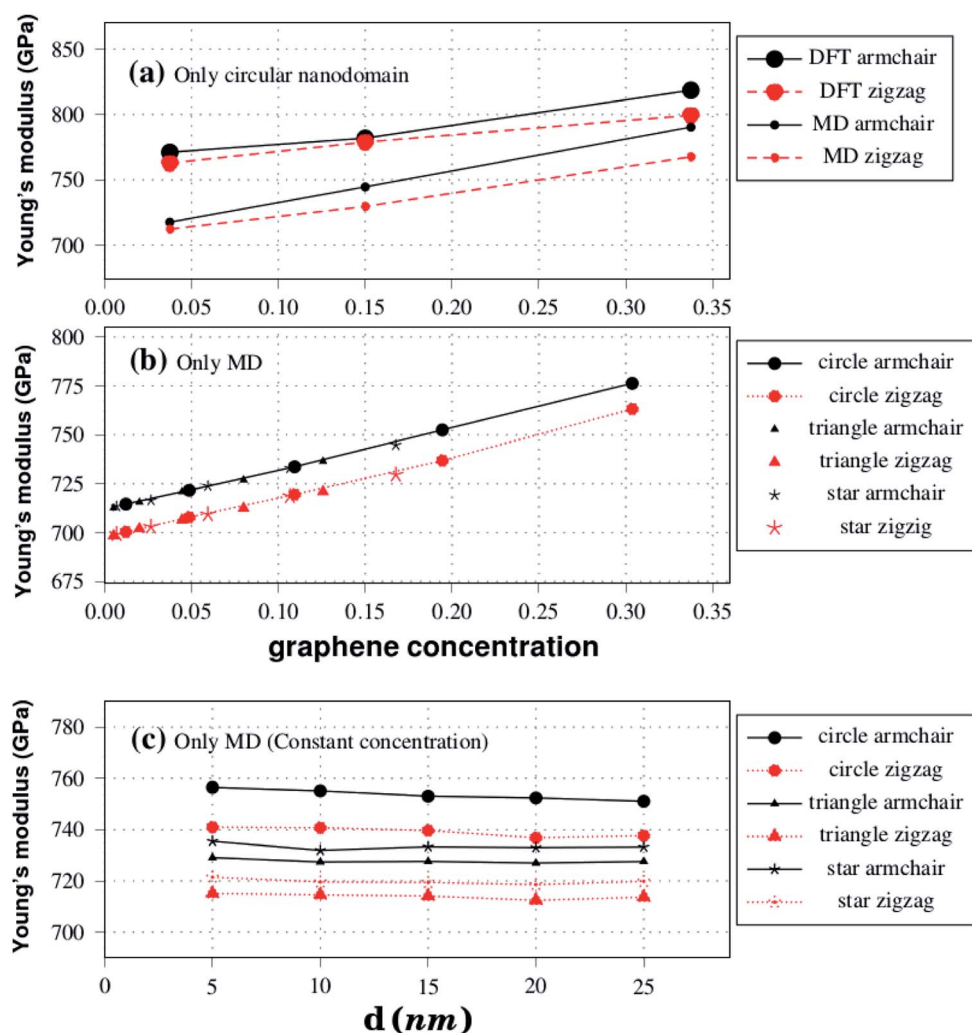 Young's modulus (GPa)
850
800
750
700
(a) Only circular nanodomain
0.00 0.05 0.10 0.15 0.20 0.25 0.30 0.35
DFT armchair
DFT zigzag
MD armchair
MD zigzag
Young's modulus (GPa)
800
775
750
725
700
675
(b) Only MD
0.00 0.05 0.10 0.15 0.20 0.25 0.30 0.35
graphene concentration
circle armchair
circle zigzag
triangle armchair
triangle zigzag
star armchair
star zigzig
Young's modulus (GPa)
780
760
740
720
700
(c) Only MD (Constant concentration)
0 5 10 15 20 25
d (nm)
circle armchair
circle zigzag
triangle armchair
triangle zigzag
star armchair
star zigzag